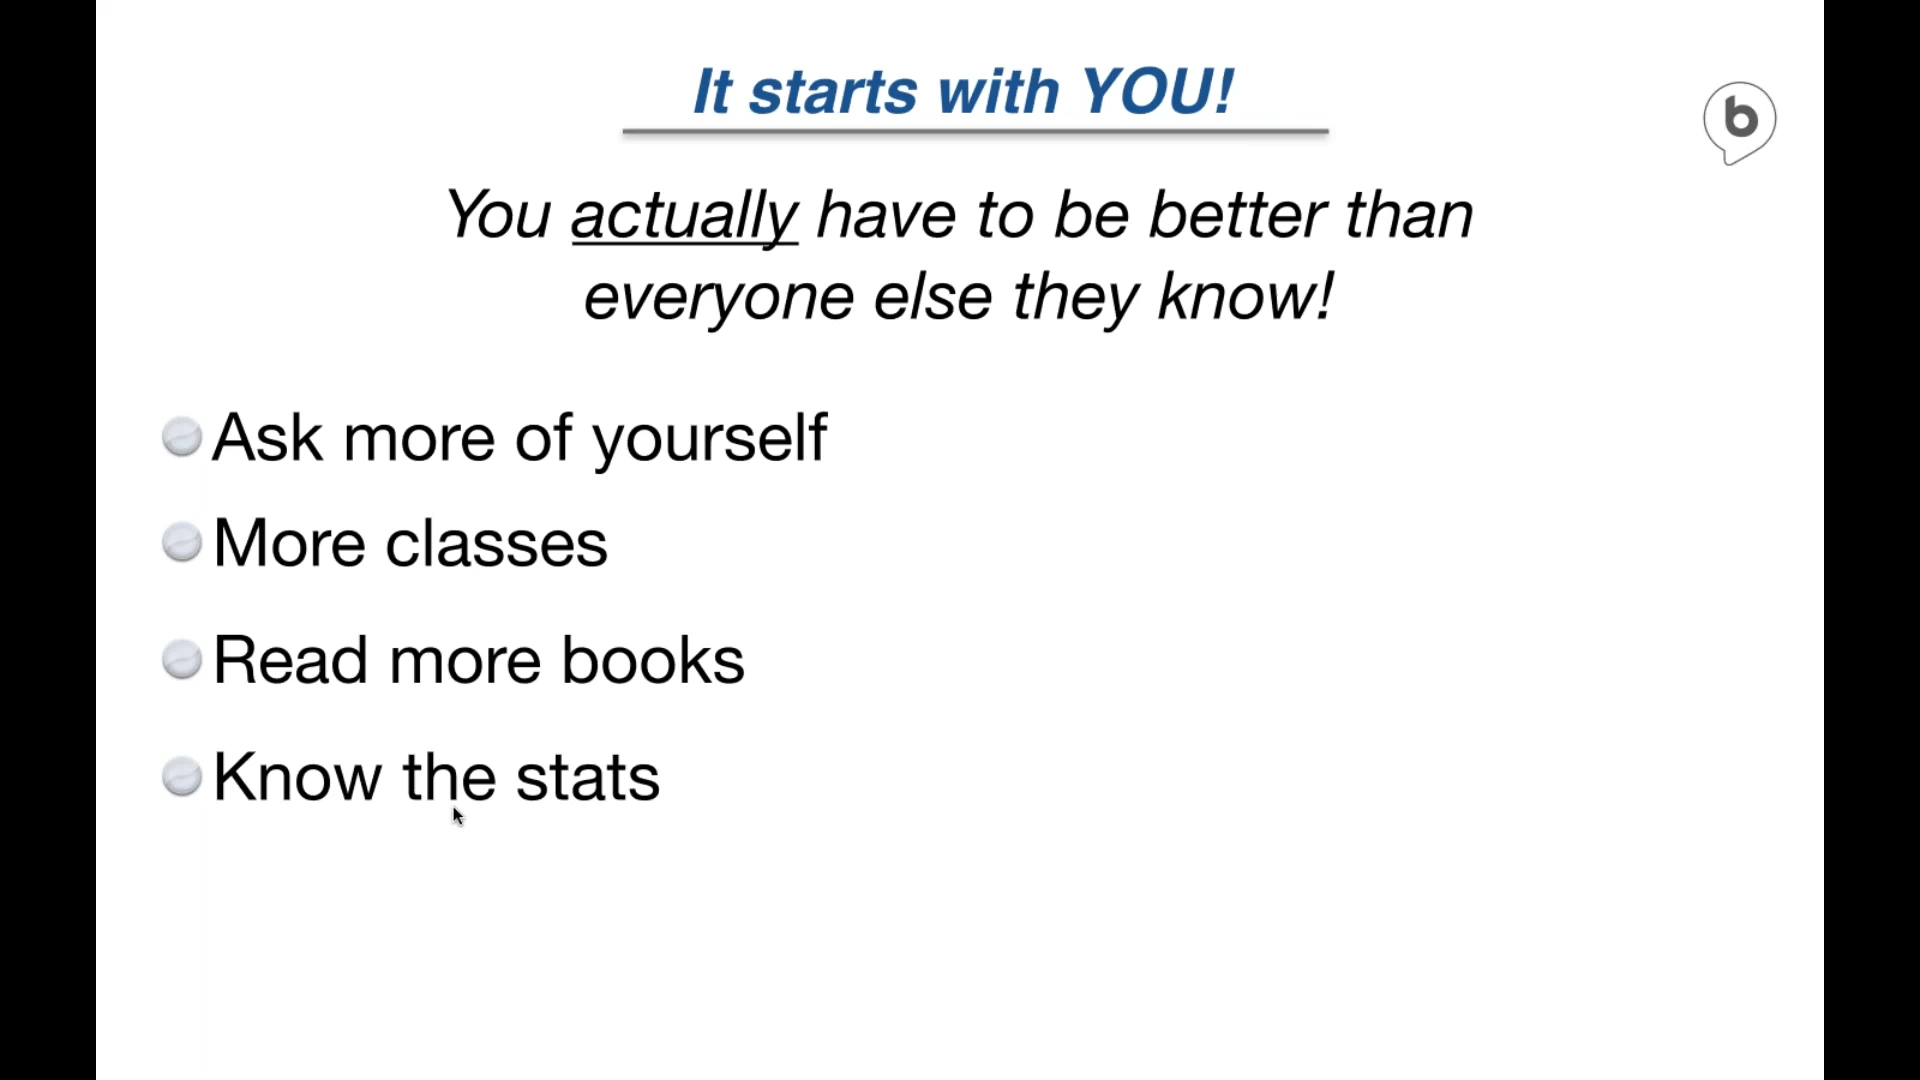 It starts with YOU!
b
You actually have to be better than
everyone else they know!
Ask more of yourself
More classes
Read more books
Know the stats